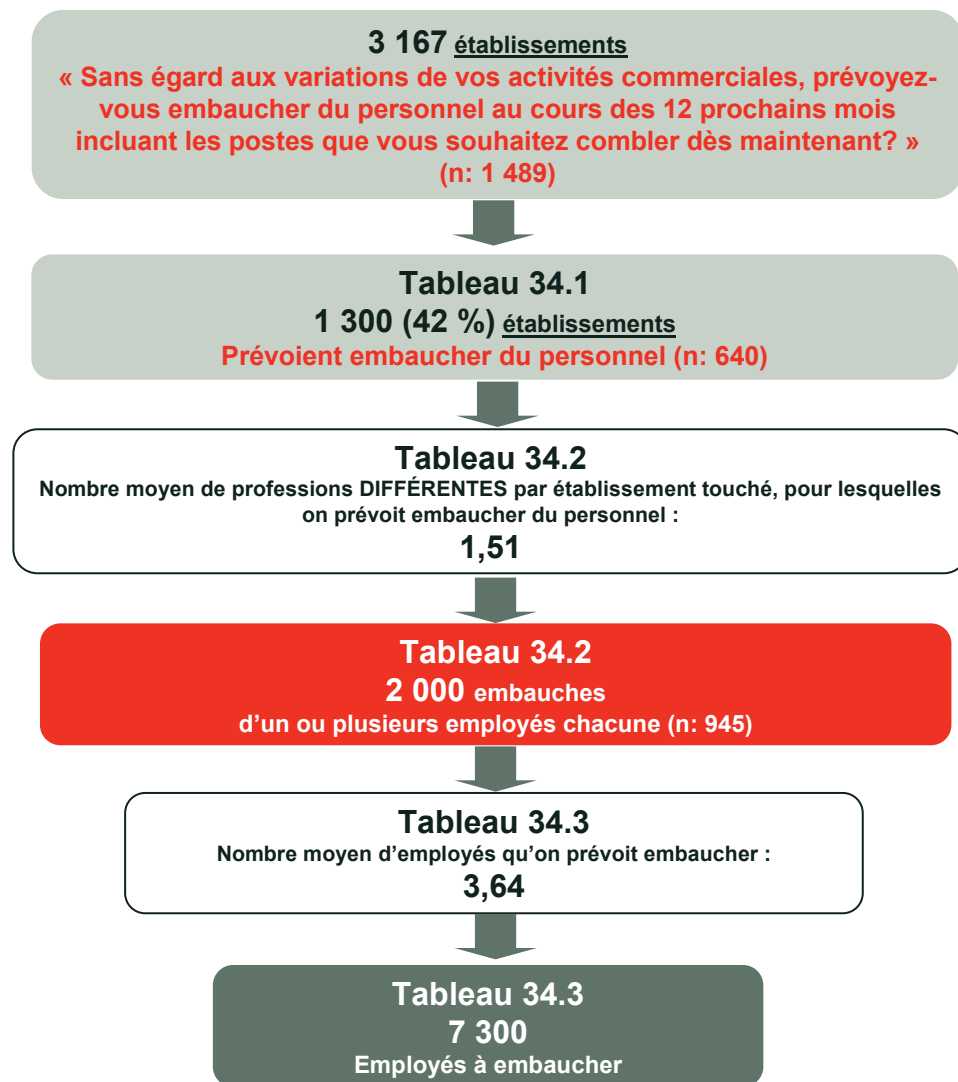 3 167 établissements
« Sans égard aux variations de vos activités commerciales, prévoyez-
vous embaucher du personnel au cours des 12 prochains mois
incluant les postes que vous souhaitez combler dès maintenant? »
(n: 1 489)
Tableau 34.1
1 300 (42 %) établissements
Prévoient embaucher du personnel (n: 640)
Tableau 34.2
Nombre moyen de professions DIFFÉRENTES par établissement touché, pour lesquelles
on prévoit embaucher du personnel :
1,51
Tableau 34.2
2 000 embauches
d'un ou plusieurs employés chacune (n: 945)
Tableau 34.3
Nombre moyen d'employés qu'on prévoit embaucher :
3,64
Tableau 34.3
7 300
Employés à embaucher